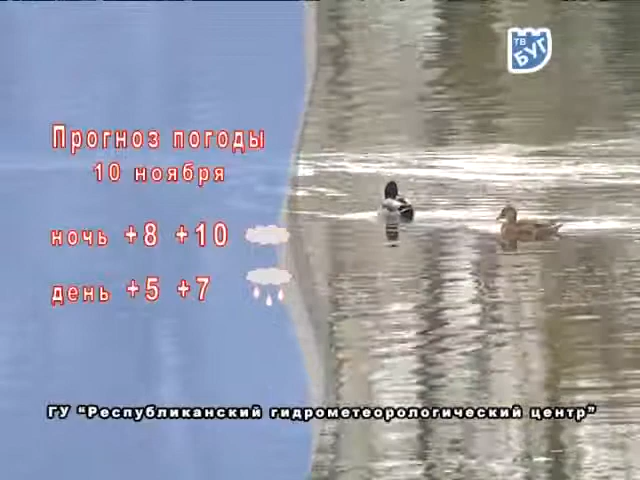 ТВ
БУГ
Прогноз погоды
10 ноября
ночь +8 +10
день +5 +7
ГУ "Республиканский гидрометеорологический центр"